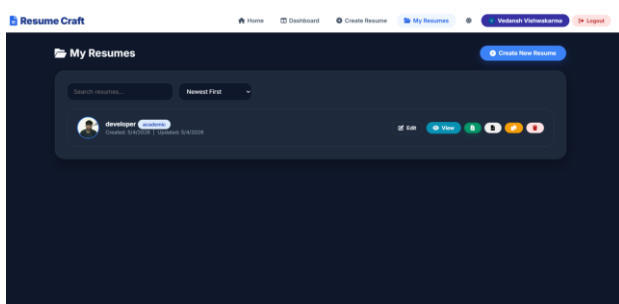 Resume Craft
Home Dashboard Create Resume My Resumes Vedansh Vishwakarma Logout
My Resumes
Create New Resume
Search resumes... Newest First
developer academic
Edit View
Created: 5/4/2026 | Updated: 5/4/2026